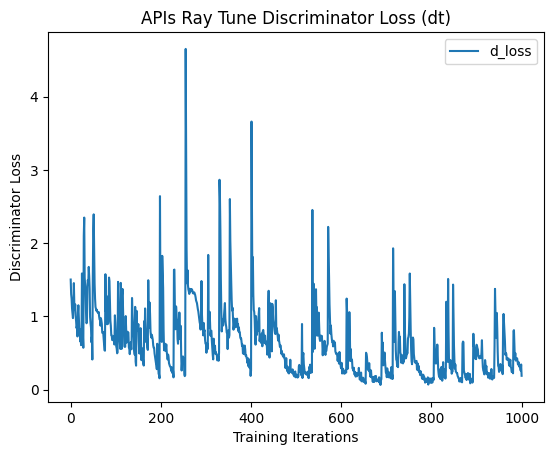 APIs Ray Tune Discriminator Loss (dt)
d_loss
Discriminator Loss
4
3
2
1
0
0 200 400 600 800 1000
Training Iterations